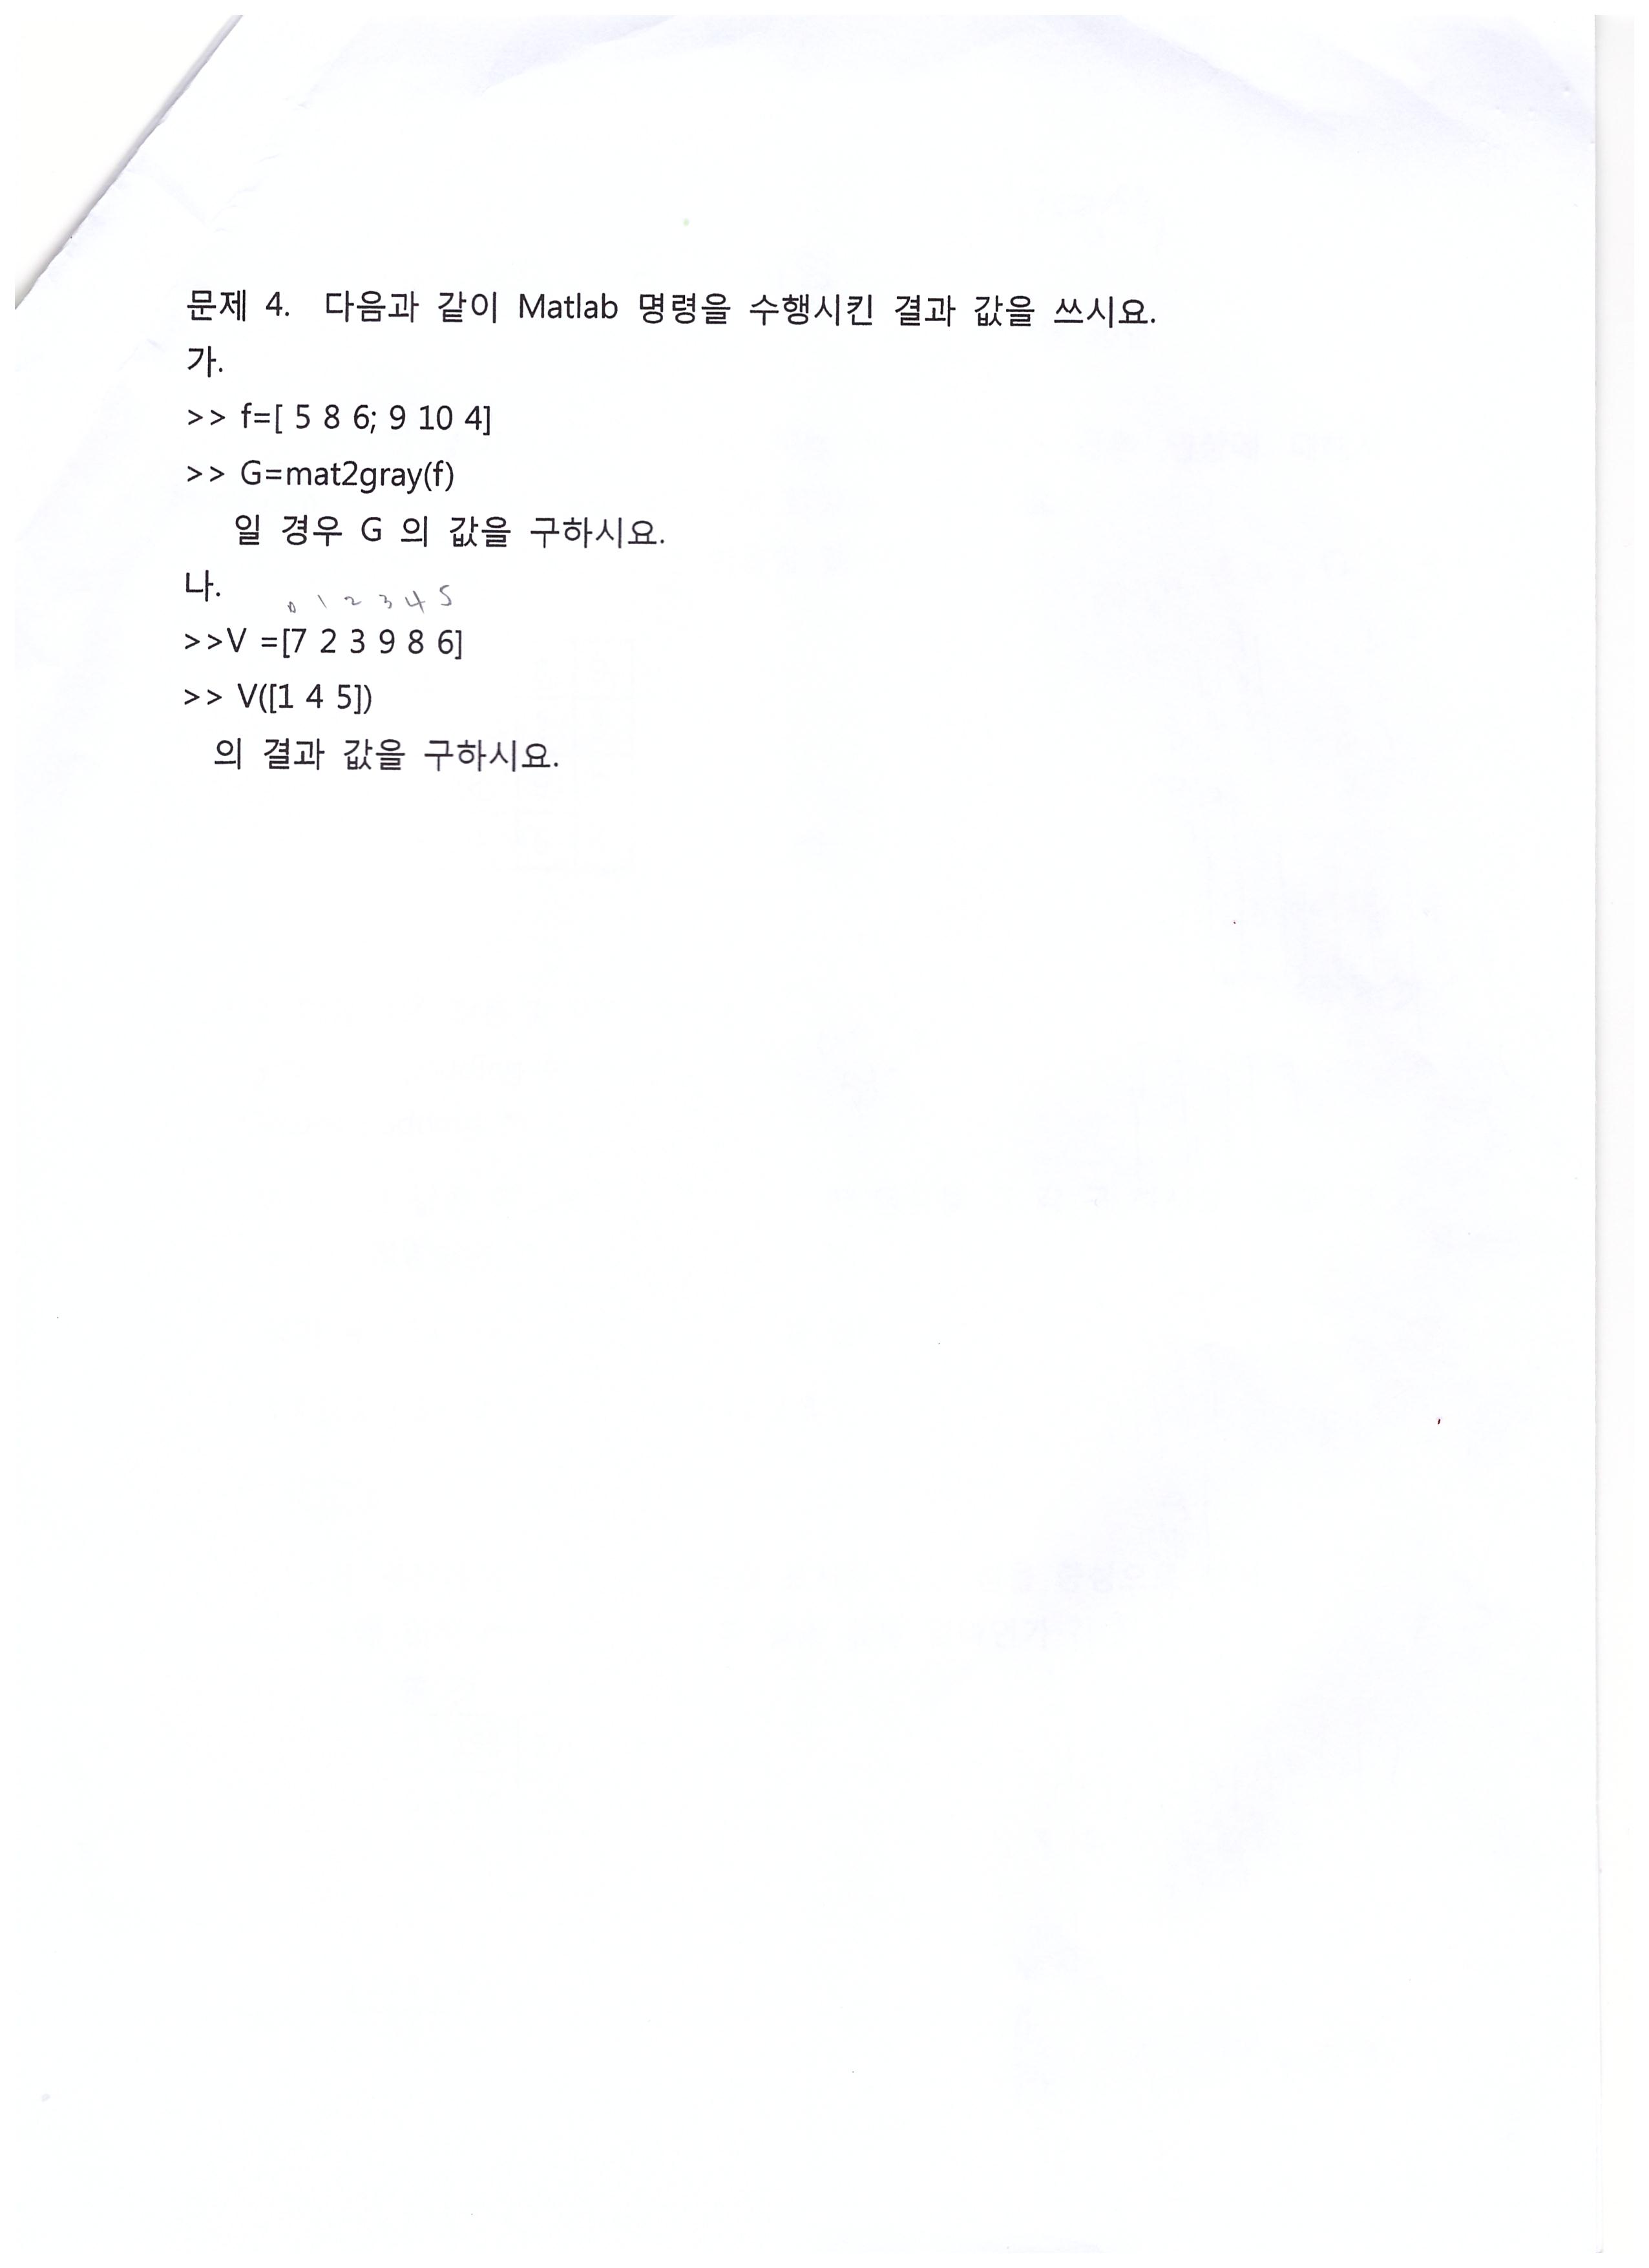 문제 4. 다음과 같이 Matlab 명령을 수행시킨 결과 값을 쓰시요.
가.
>> f=[ 5 8 6; 9 10 4]
>> G=mat2gray(f)
일 경우 G 의 값을 구하시요.
나.
0 1 2 3 4 5
>>V =[7 2 3 9 8 6]
>> V([1 4 5])
의 결과 값을 구하시요.